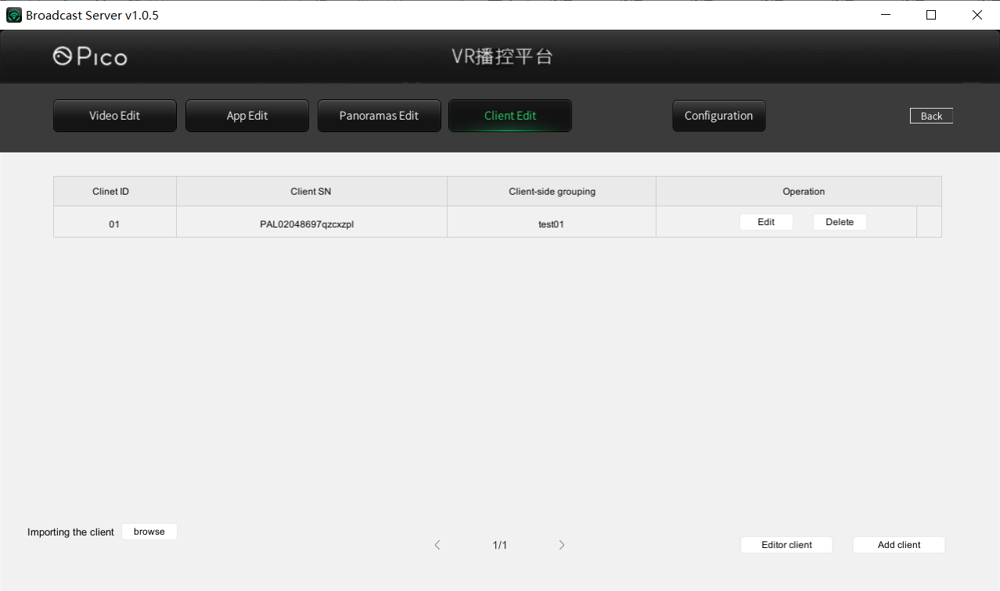 Broadcast Server v1.0.5
Pico
VR播控平台
Video Edit
App Edit
Panoramas Edit
Client Edit
Configuration
Back
Clinet ID
Client SN
Client-side grouping
Operation
01
PAL02048697qzcxzpl
test01
Edit
Delete
Importing the client
browse
1/1
Editor client
Add client